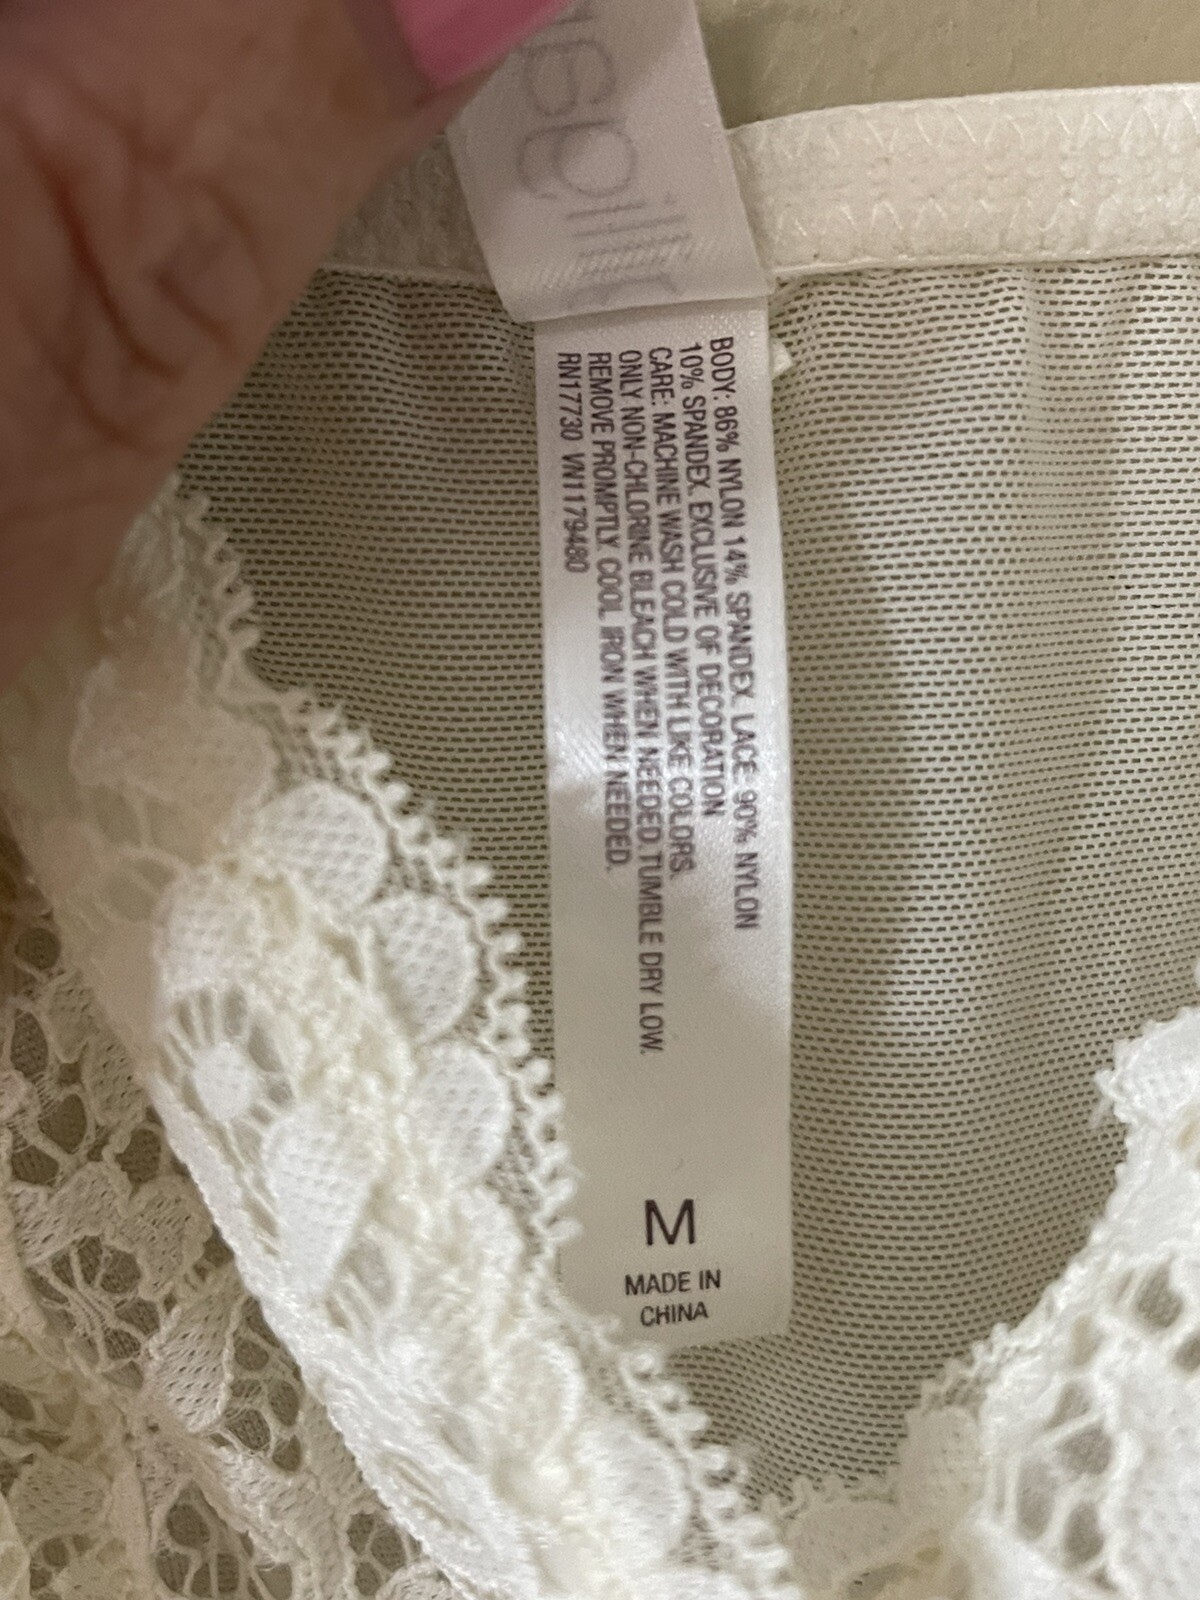 BODY: 86% NYLON 14% SPANDEX. LACE: 90% NYLON
10% SPANDEX. EXCLUSIVE OF DECORATION
CARE: MACHINE WASH COLD WITH LIKE COLORS.
ONLY NON-CHLORINE BLEACH WHEN NEEDED. TUMBLE DRY LOW.
REMOVE PROMPTLY. COOL IRON WHEN NEEDED.
RN17730 VN1179480
M
MADE IN
CHINA